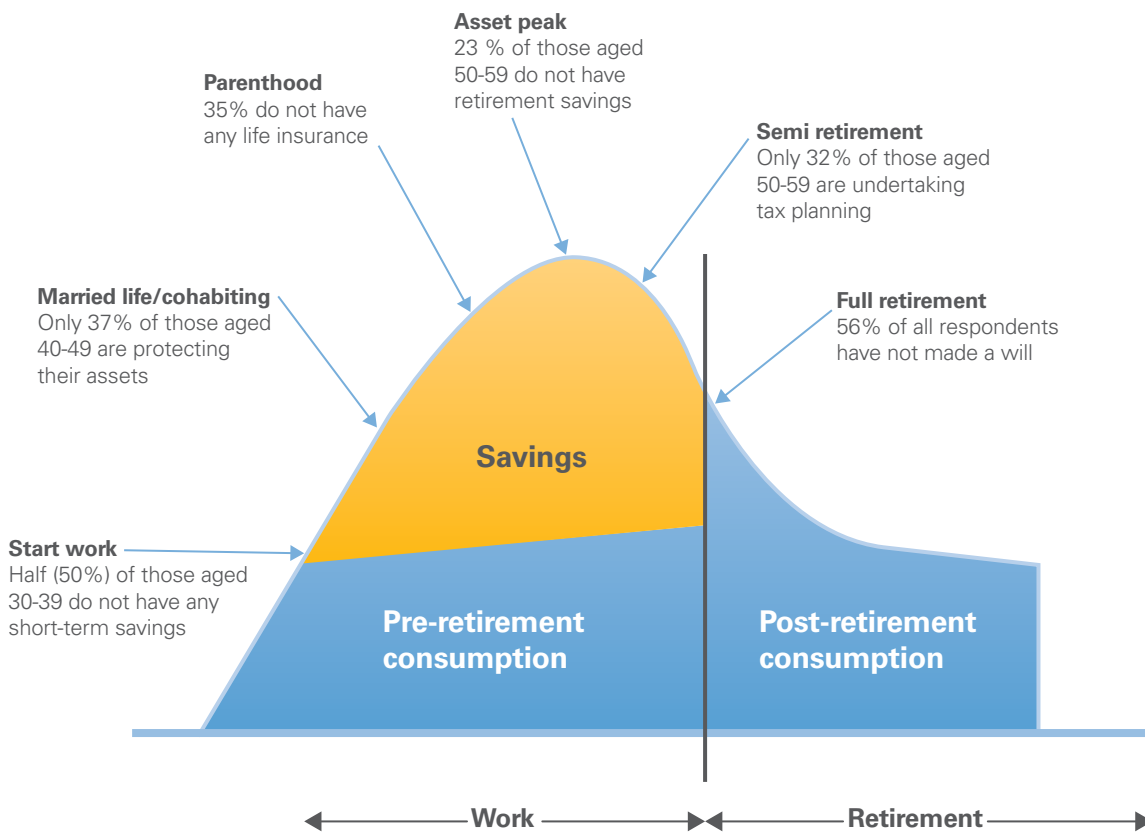 Asset peak
23 % of those aged
50-59 do not have
retirement savings
Parenthood
35% do not have
any life insurance
Semi retirement
Only 32% of those aged
50-59 are undertaking
tax planning
Married life/cohabiting
Only 37% of those aged
40-49 are protecting
their assets
Full retirement
56% of all respondents
have not made a will
Savings
Start work
Half (50%) of those aged
30-39 do not have any
short-term savings
Pre-retirement
consumption
Post-retirement
consumption
Work
Retirement